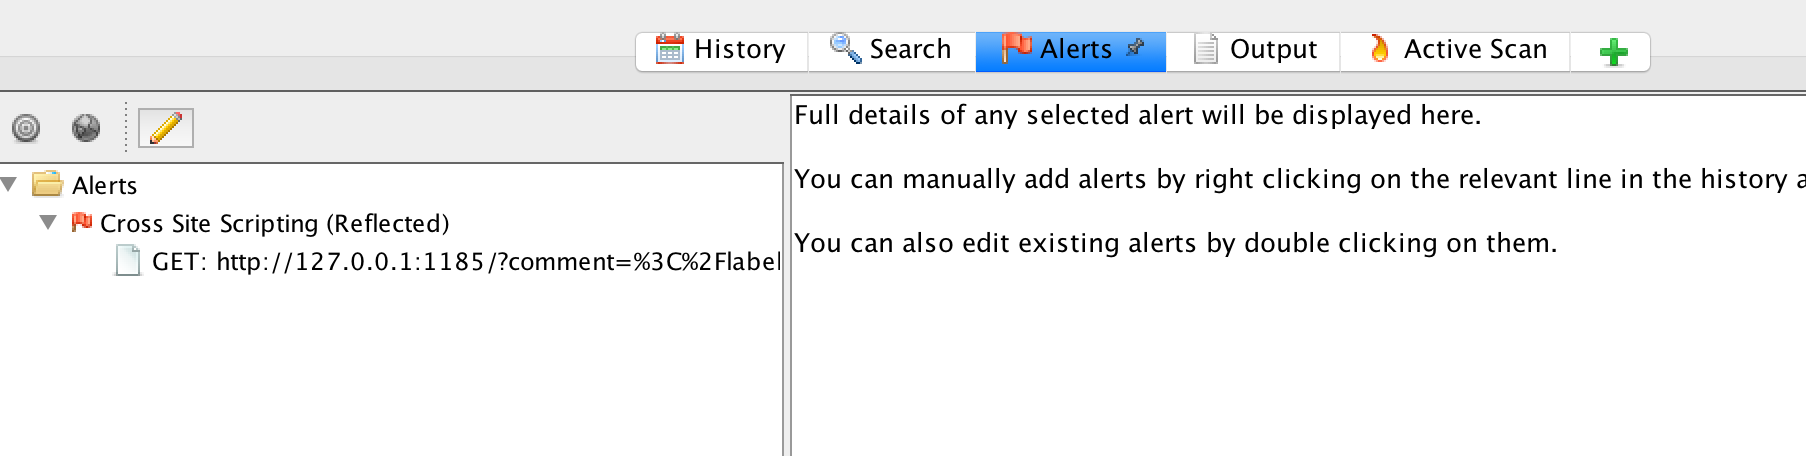 History Search Alerts Output Active Scan
Full details of any selected alert will be displayed here.
You can manually add alerts by right clicking on the relevant line in the history a
You can also edit existing alerts by double clicking on them.
Alerts
Cross Site Scripting (Reflected)
GET: http://127.0.0.1:1185/?comment=%3C%2Flabel